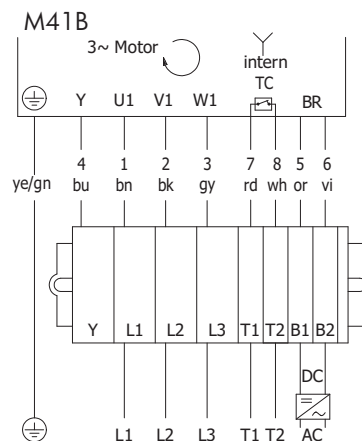 M41B
3~ Motor
intern
TC
Y U1 V1 W1 BR
4 1 2 3 7 8 5 6
ye/gn bu bn bk gy rd wh or vi
Y L1 L2 L3 T1 T2 B1 B2
DC
= ~
L1 L2 L3 T1 T2 AC